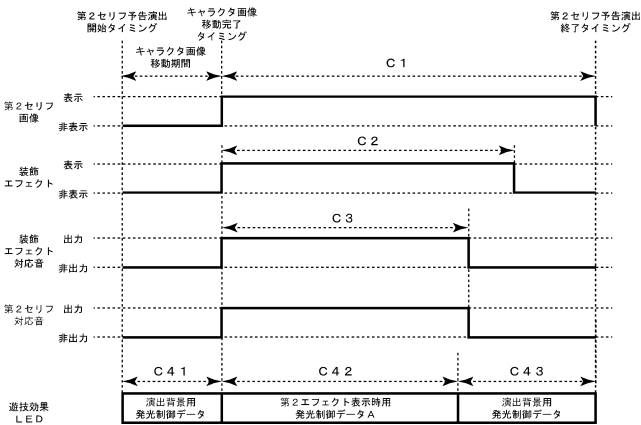 第２セリフ予告演出
開始タイミング
キャラクタ画像
移動完了
タイミング
第２セリフ予告演出
終了タイミング
キャラクタ画像
移動期間
Ｃ１
第２セリフ
画像
表示
非表示
Ｃ２
装飾
エフェクト
表示
非表示
Ｃ３
装飾
エフェクト
対応音
出力
非出力
第２セリフ
対応音
出力
非出力
Ｃ４１
Ｃ４２
Ｃ４３
遊技効果
ＬＥＤ
演出背景用
発光制御データ
第２エフェクト表示時用
発光制御データＡ
演出背景用
発光制御データ